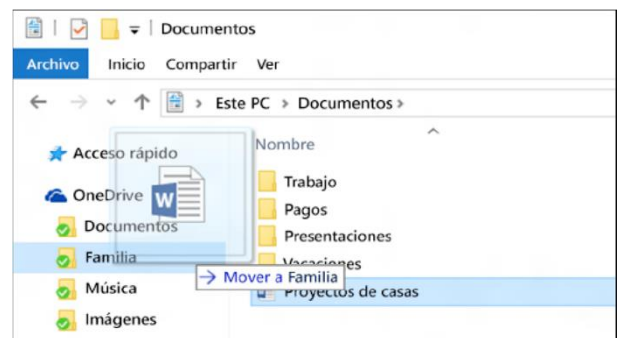 Documentos
Archivo Inicio Compartir Ver
Este PC > Documentos >
Acceso rápido
OneDrive
Documentos
Familia
Música
Imágenes
Nombre
Trabajo
Pagos
Presentaciones
Vacaciones
Proyectos de casas
W
→ Mover a Familia